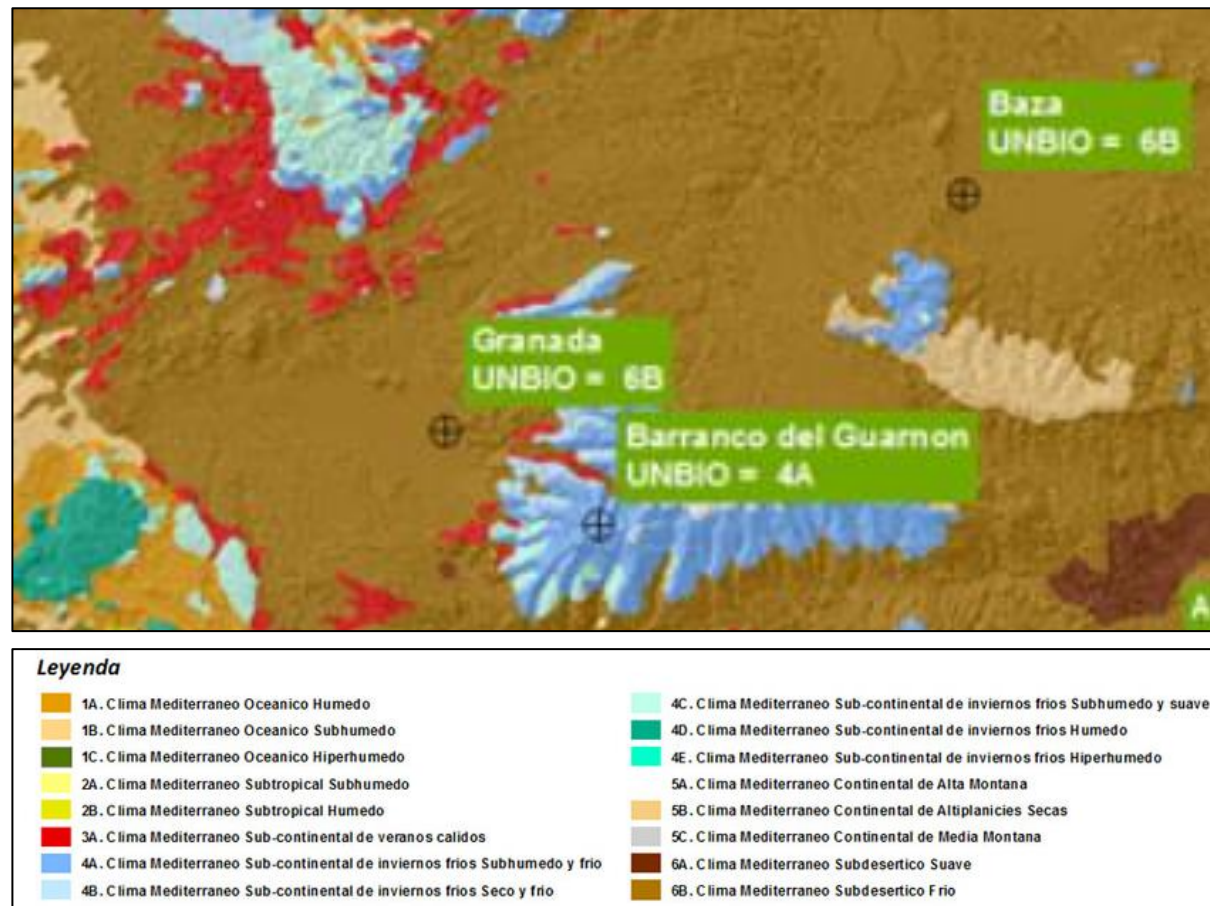 Baza
UNBIO = 6B
Granada
UNBIO = 6B
Barranco del Guarnon
UNBIO = 4A
A
Leyenda
1A. Clima Mediterraneo Oceanico Humedo
1B. Clima Mediterraneo Oceanico Subhumedo
1C. Clima Mediterraneo Oceanico Hiperhumedo
2A. Clima Mediterraneo Subtropical Subhumedo
2B. Clima Mediterraneo Subtropical Humedo
3A. Clima Mediterraneo Sub-continental de veranos calidos
4A. Clima Mediterraneo Sub-continental de inviernos frios Subhumedo y frio
4B. Clima Mediterraneo Sub-continental de inviernos frios Seco y frio
4C. Clima Mediterraneo Sub-continental de inviernos frios Subhumedo y suave
4D. Clima Mediterraneo Sub-continental de inviernos frios Humedo
4E. Clima Mediterraneo Sub-continental de inviernos frios Hiperhumedo
5A. Clima Mediterraneo Continental de Alta Montana
5B. Clima Mediterraneo Continental de Altiplanicies Secas
5C. Clima Mediterraneo Continental de Media Montana
6A. Clima Mediterraneo Subdesertico Suave
6B. Clima Mediterraneo Subdesertico Frio